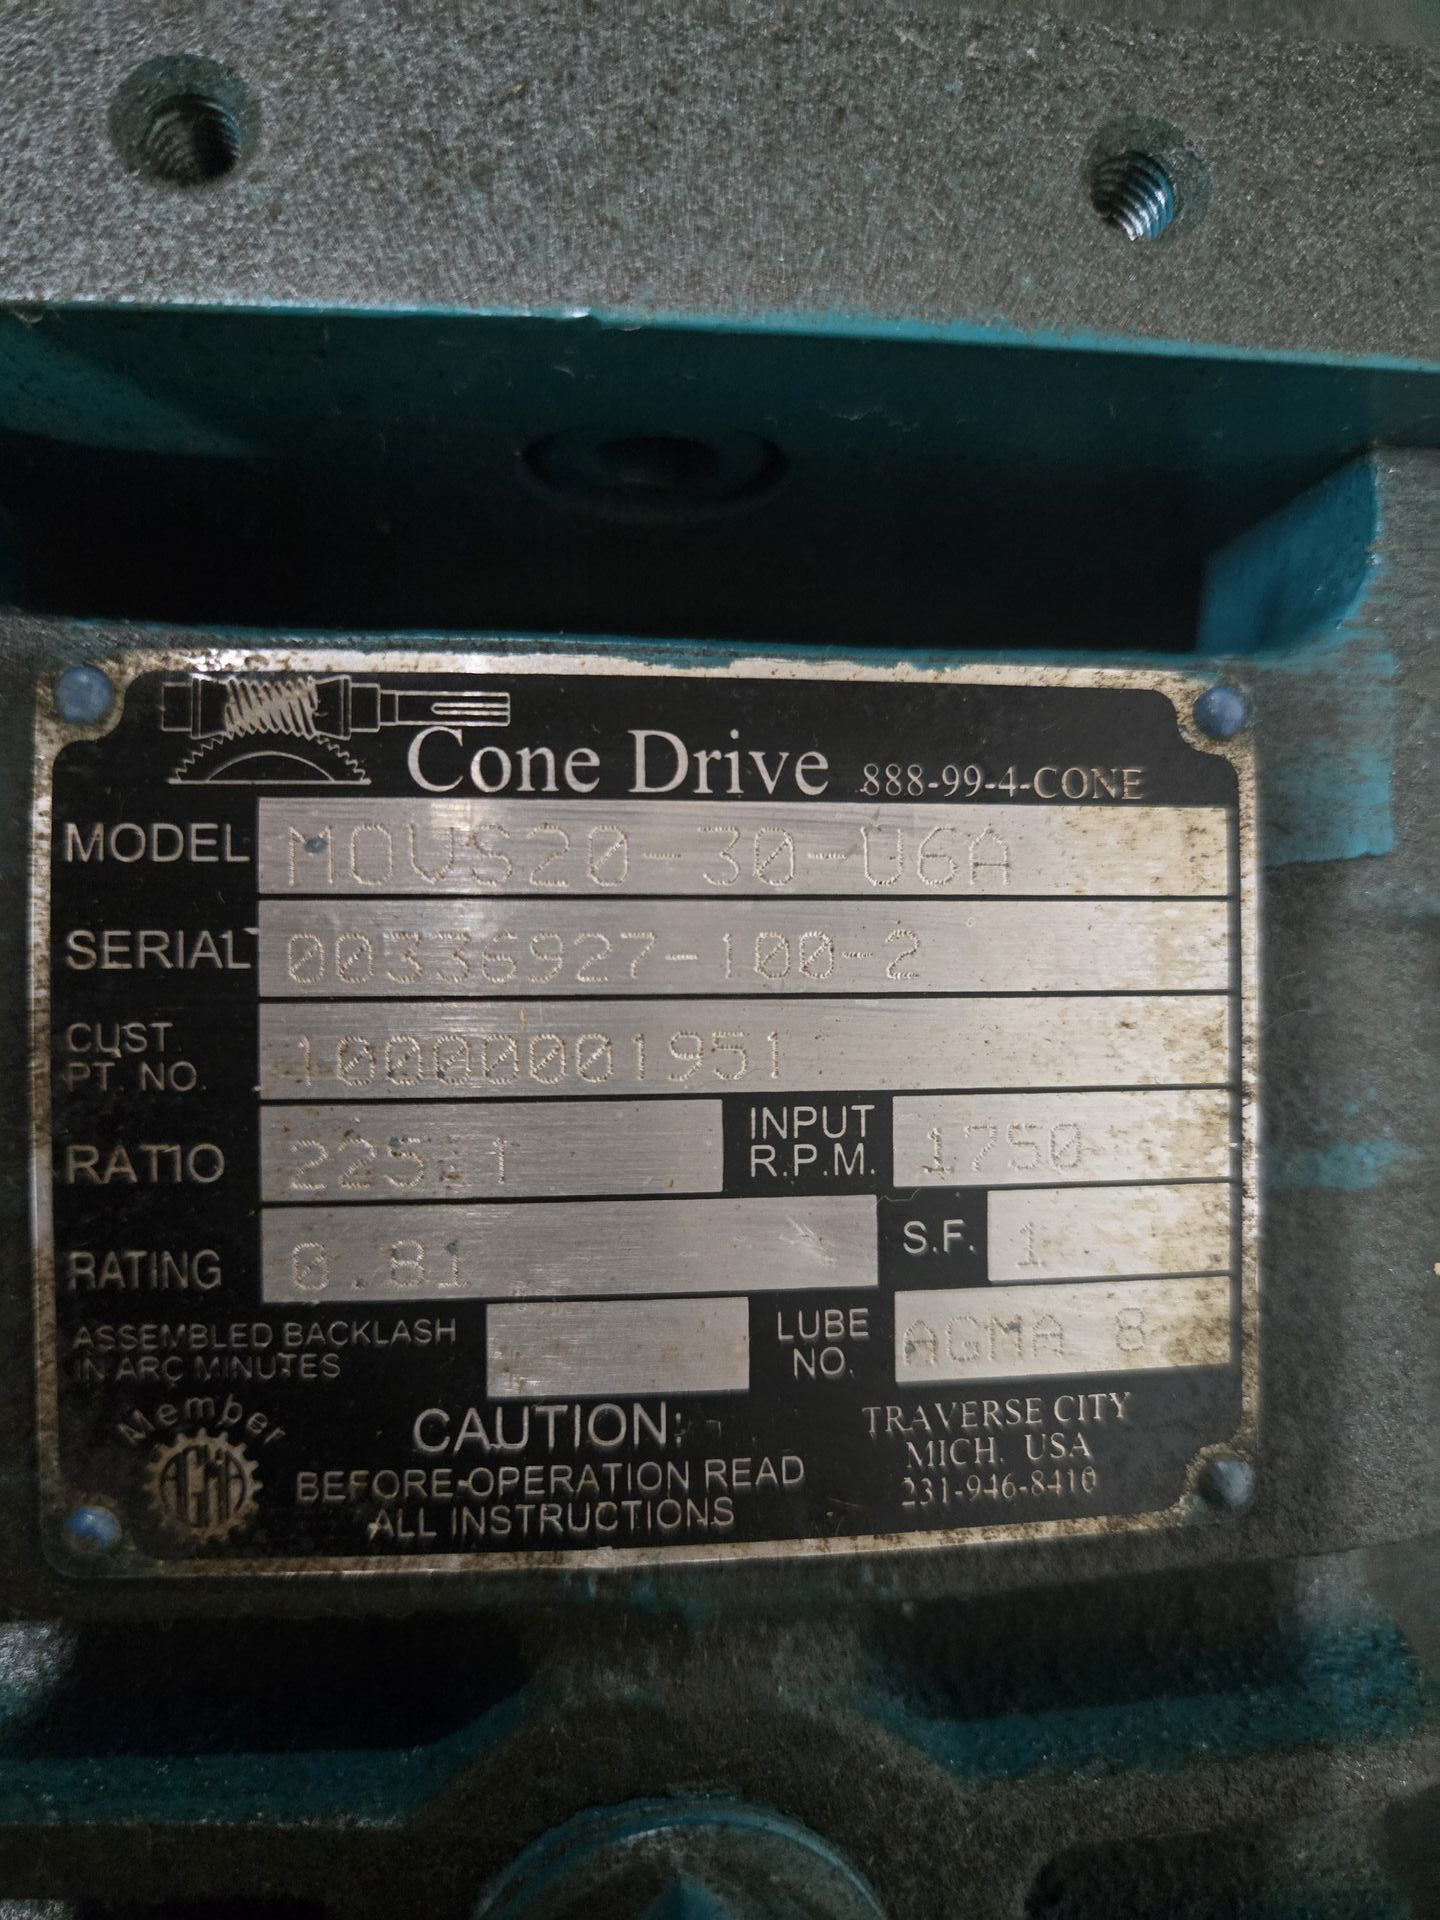 Cone Drive 888-99-4-CONE
MODEL MOVS20-30-U6A
SERIAL 00336927-100-2
CUST. PT. NO. 10000001951
RATIO 225:1 INPUT R.P.M. 1750
RATING 0.81 S.F. 1
ASSEMBLED BACKLASH IN ARC MINUTES
LUBE NO. AGMA 8
Member AGMA
CAUTION:
BEFORE OPERATION READ
ALL INSTRUCTIONS
TRAVERSE CITY
MICH. USA
231-946-8410